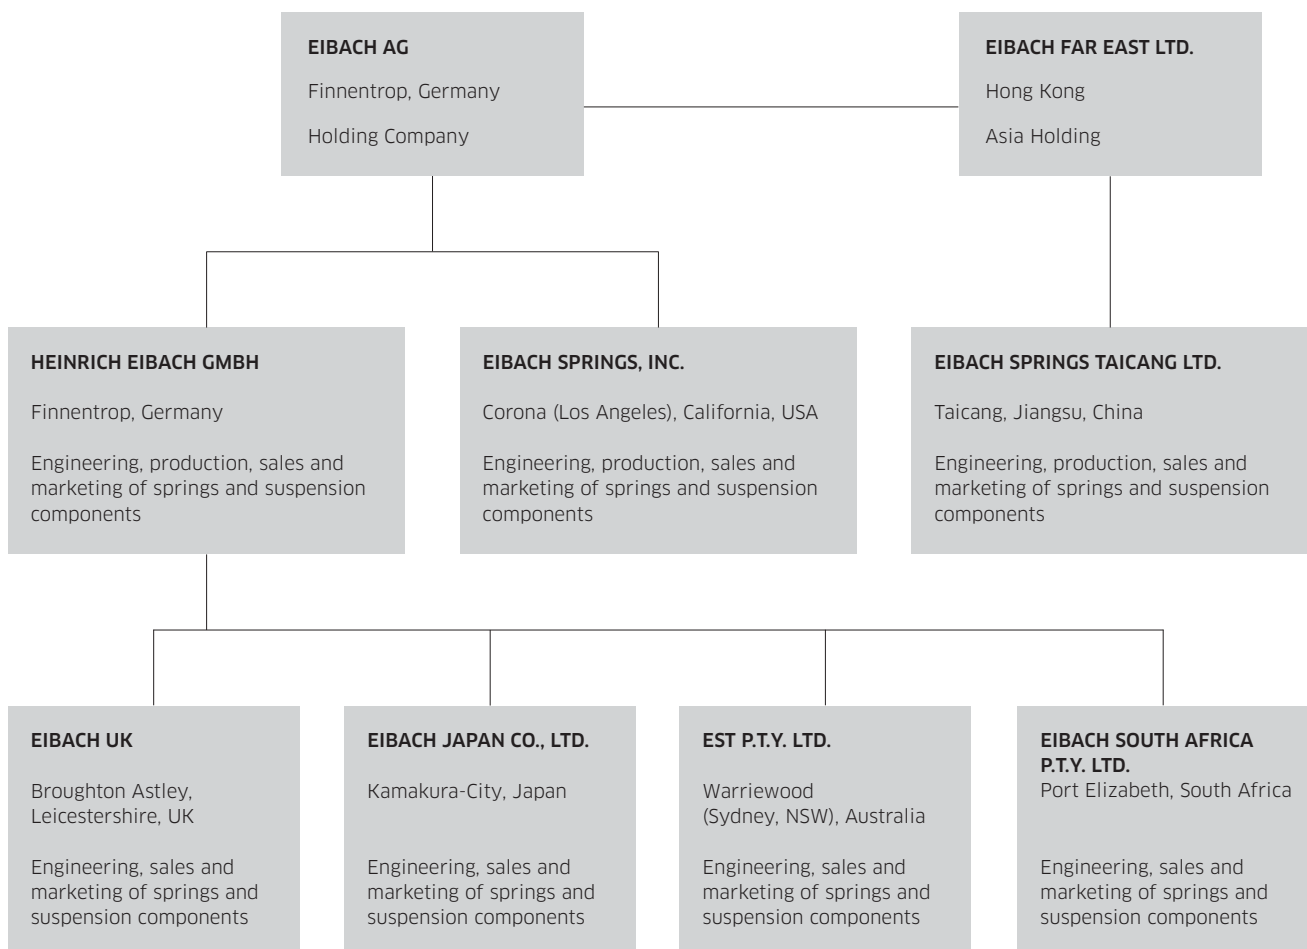 EIBACH AG
Finnentrop, Germany
Holding Company
EIBACH FAR EAST LTD.
Hong Kong
Asia Holding
HEINRICH EIBACH GMBH
Finnentrop, Germany
Engineering, production, sales and
marketing of springs and suspension
components
EIBACH SPRINGS, INC.
Corona (Los Angeles), California, USA
Engineering, production, sales and
marketing of springs and suspension
components
EIBACH SPRINGS TAICANG LTD.
Taicang, Jiangsu, China
Engineering, production, sales and
marketing of springs and suspension
components
EIBACH UK
Broughton Astley,
Leicestershire, UK
Engineering, sales and
marketing of springs and
suspension components
EIBACH JAPAN CO., LTD.
Kamakura-City, Japan
Engineering, sales and
marketing of springs and
suspension components
EST P.T.Y. LTD.
Warriewood
(Sydney, NSW), Australia
Engineering, sales and
marketing of springs and
suspension components
EIBACH SOUTH AFRICA
P.T.Y. LTD.
Port Elizabeth, South Africa
Engineering, sales and
marketing of springs and
suspension components